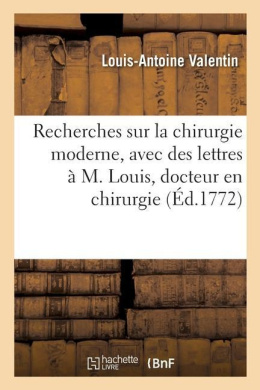 Louis-Antoine Valentin
Recherches sur la chirurgie
moderne, avec des lettres
à M. Louis, docteur en
chirurgie (Éd.1772)
hachette
LIVRE
{BnF